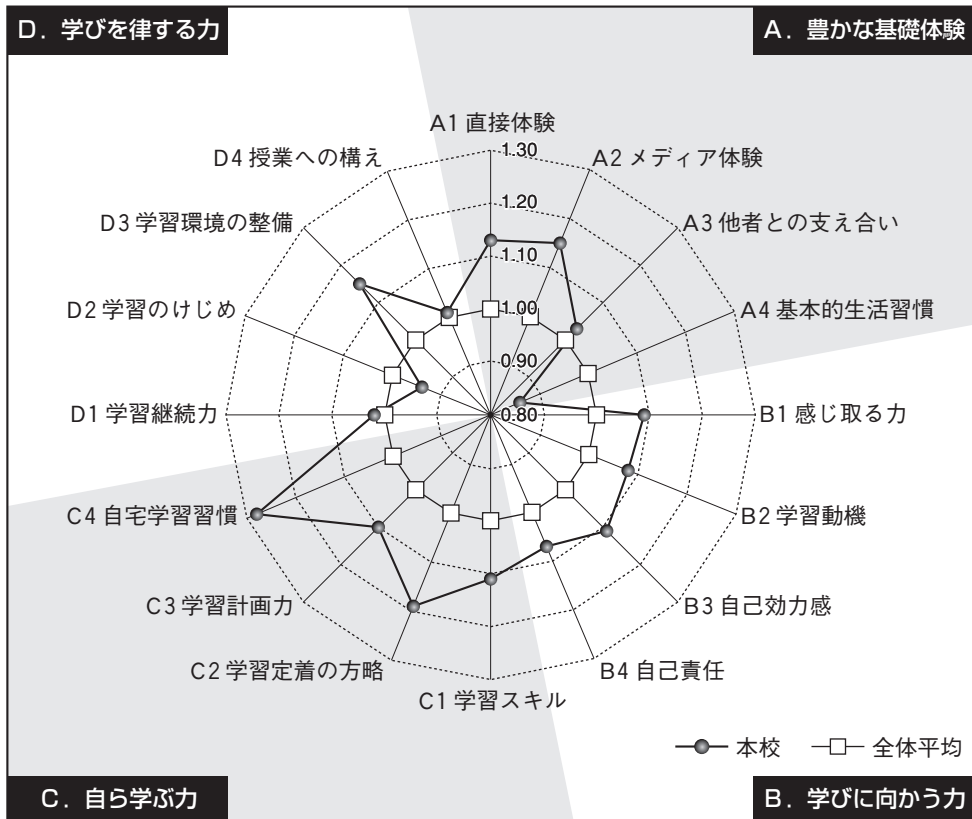 D. 学びを律する力
A. 豊かな基礎体験
A1 直接体験
D4 授業への構え
1.30
A2 メディア体験
D3 学習環境の整備
1.20
A3 他者との支え合い
1.10
D2 学習のけじめ
1.00
A4 基本的生活習慣
0.90
D1 学習継続力
0.80
B1 感じ取る力
C4 自宅学習習慣
B2 学習動機
C3 学習計画力
B3 自己効力感
C2 学習定着の方略
B4 自己責任
C1 学習スキル
本校
全体平均
C. 自ら学ぶ力
B. 学びに向かう力